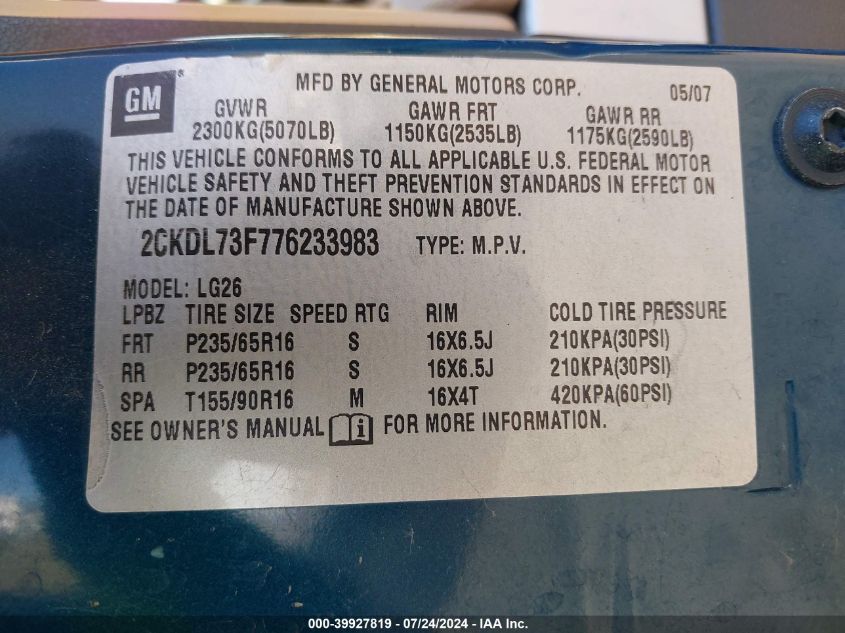 GM®
MFD BY GENERAL MOTORS CORP. 05/07
GVWR GAWR FRT GAWR RR
2300KG(5070LB) 1150KG(2535LB) 1175KG(2590LB)
THIS VEHICLE CONFORMS TO ALL APPLICABLE U.S. FEDERAL MOTOR
VEHICLE SAFETY AND THEFT PREVENTION STANDARDS IN EFFECT ON
THE DATE OF MANUFACTURE SHOWN ABOVE.
2CKDL73F776233983 TYPE: M.P.V.
MODEL: LG26
LPBZ TIRE SIZE SPEED RTG RIM COLD TIRE PRESSURE
FRT P235/65R16 S 16X6.5J 210KPA(30PSI)
RR P235/65R16 S 16X6.5J 210KPA(30PSI)
SPA T155/90R16 M 16X4T 420KPA(60PSI)
SEE OWNER'S MANUAL i FOR MORE INFORMATION.
000-39927819 - 07/24/2024 - IAA Inc.